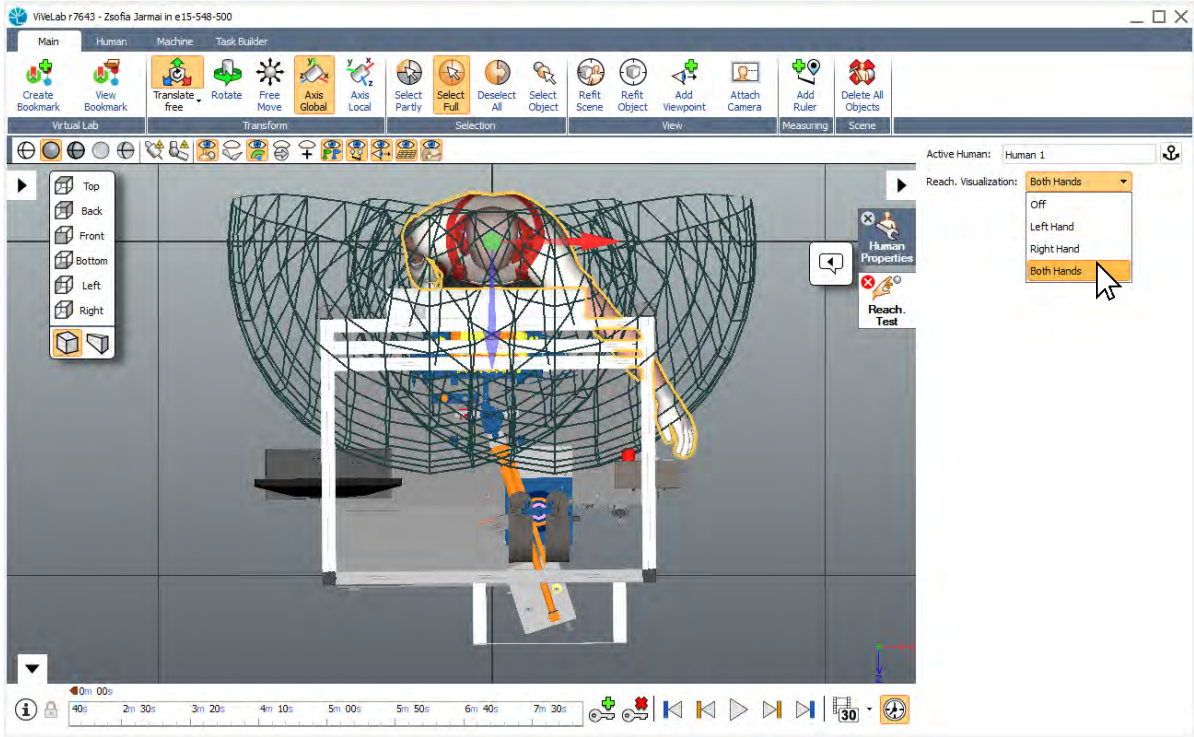 ViVeLab r7643 - Zsofia Jarmai in e15-548-500
Main Human Machine Task Builder
Create Bookmark
View Bookmark
Translate free
Rotate
Free Move
Axis Global
Axis Local
Select Partly
Select Full
Deselect All
Select Object
Refit Scene
Refit Object
Add Viewpoint
Attach Camera
Add Ruler
Delete All Objects
Virtual Lab Transform Selection View Measuring Scene
Active Human: Human 1
Reach. Visualization: Both Hands
Off
Left Hand
Right Hand
Both Hands
Top
Back
Front
Bottom
Left
Right
Human
Properties
Reach.
Test
0m 00s
40s 2m 30s 3m 20s 4m 10s 5m 00s 5m 50s 6m 40s 7m 30s
30